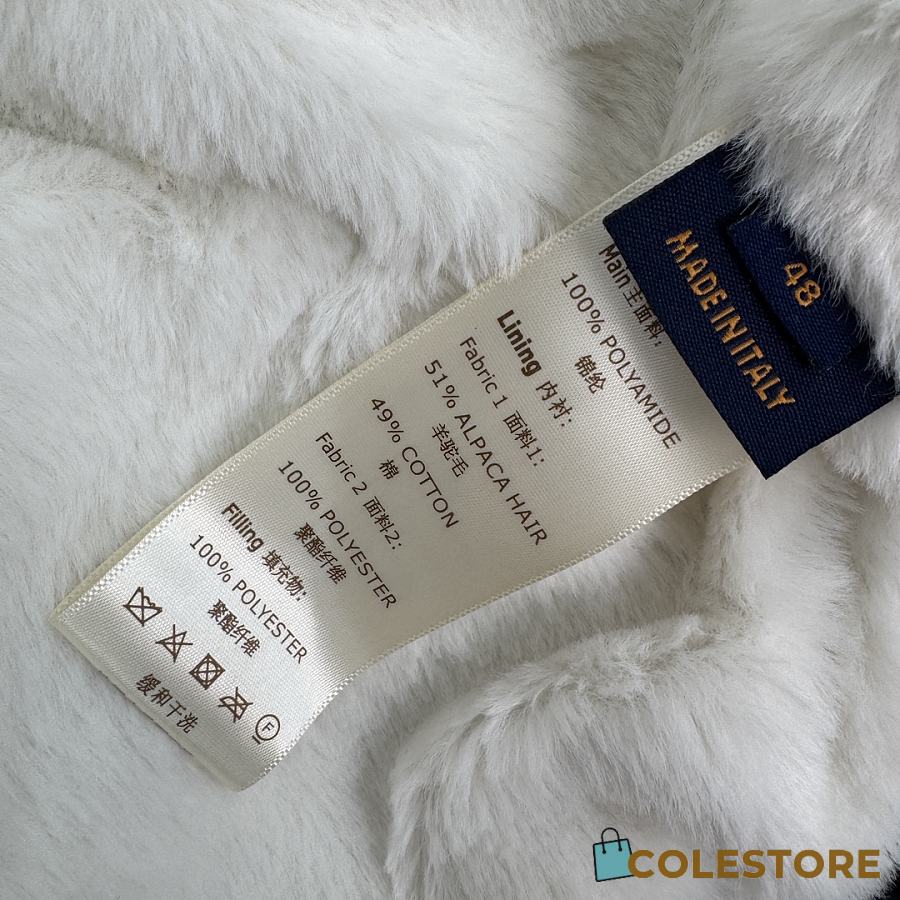 MADE IN ITALY
48
Main 主面料:
100% POLYAMIDE
锦纶
Lining 内衬:
Fabric 1 面料1:
51% ALPACA HAIR
羊驼毛
49% COTTON
棉
Fabric 2 面料2:
100% POLYESTER
聚酯纤维
Filling 填充物:
100% POLYESTER
聚酯纤维
F
缓和干洗
COLESTORE